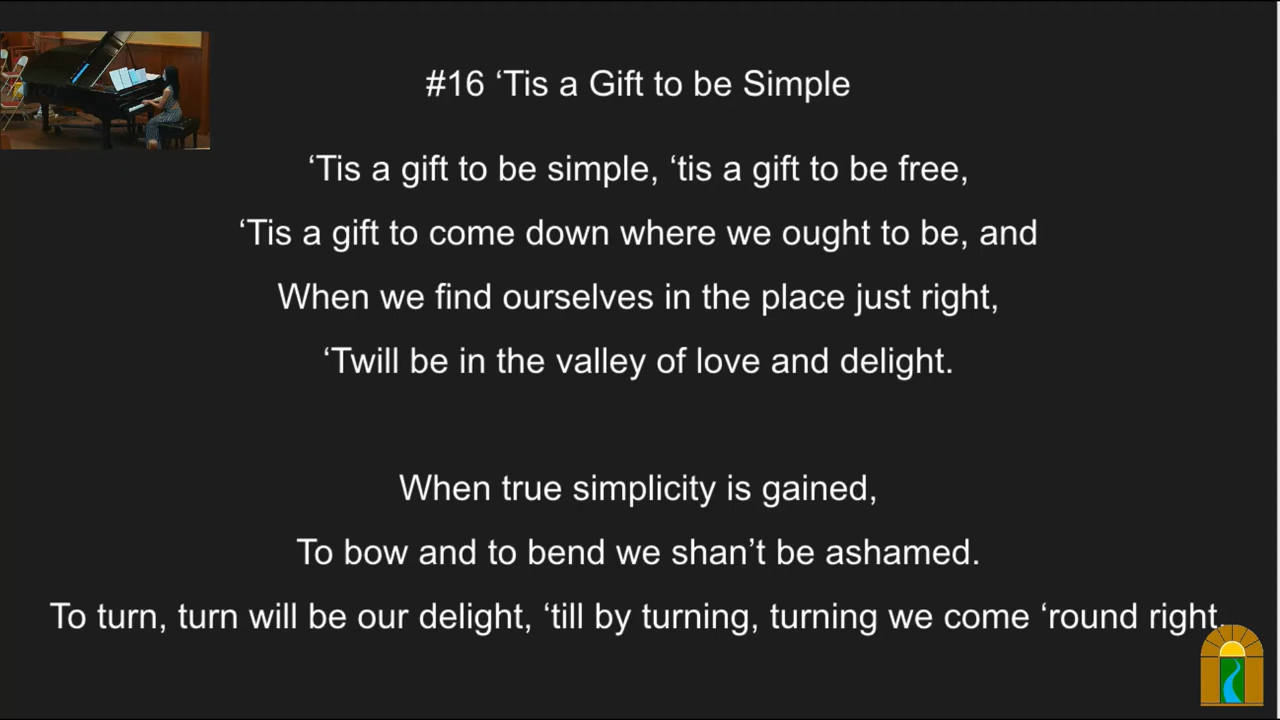 #16 ‘Tis a Gift to be Simple
‘Tis a gift to be simple, ‘tis a gift to be free,
‘Tis a gift to come down where we ought to be, and
When we find ourselves in the place just right,
‘Twill be in the valley of love and delight.
When true simplicity is gained,
To bow and to bend we shan’t be ashamed.
To turn, turn will be our delight, ‘till by turning, turning we come ‘round right.